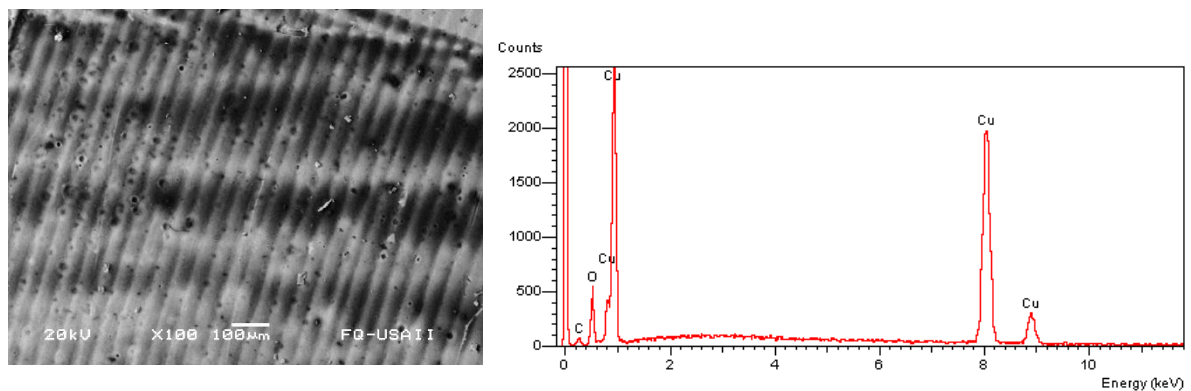 20kV X100 100μm FQ-USAII
Counts
2500
2000
1500
1000
500
0
Cu
Cu
O
C
Cu
Cu
0 2 4 6 8 10
Energy (keV)